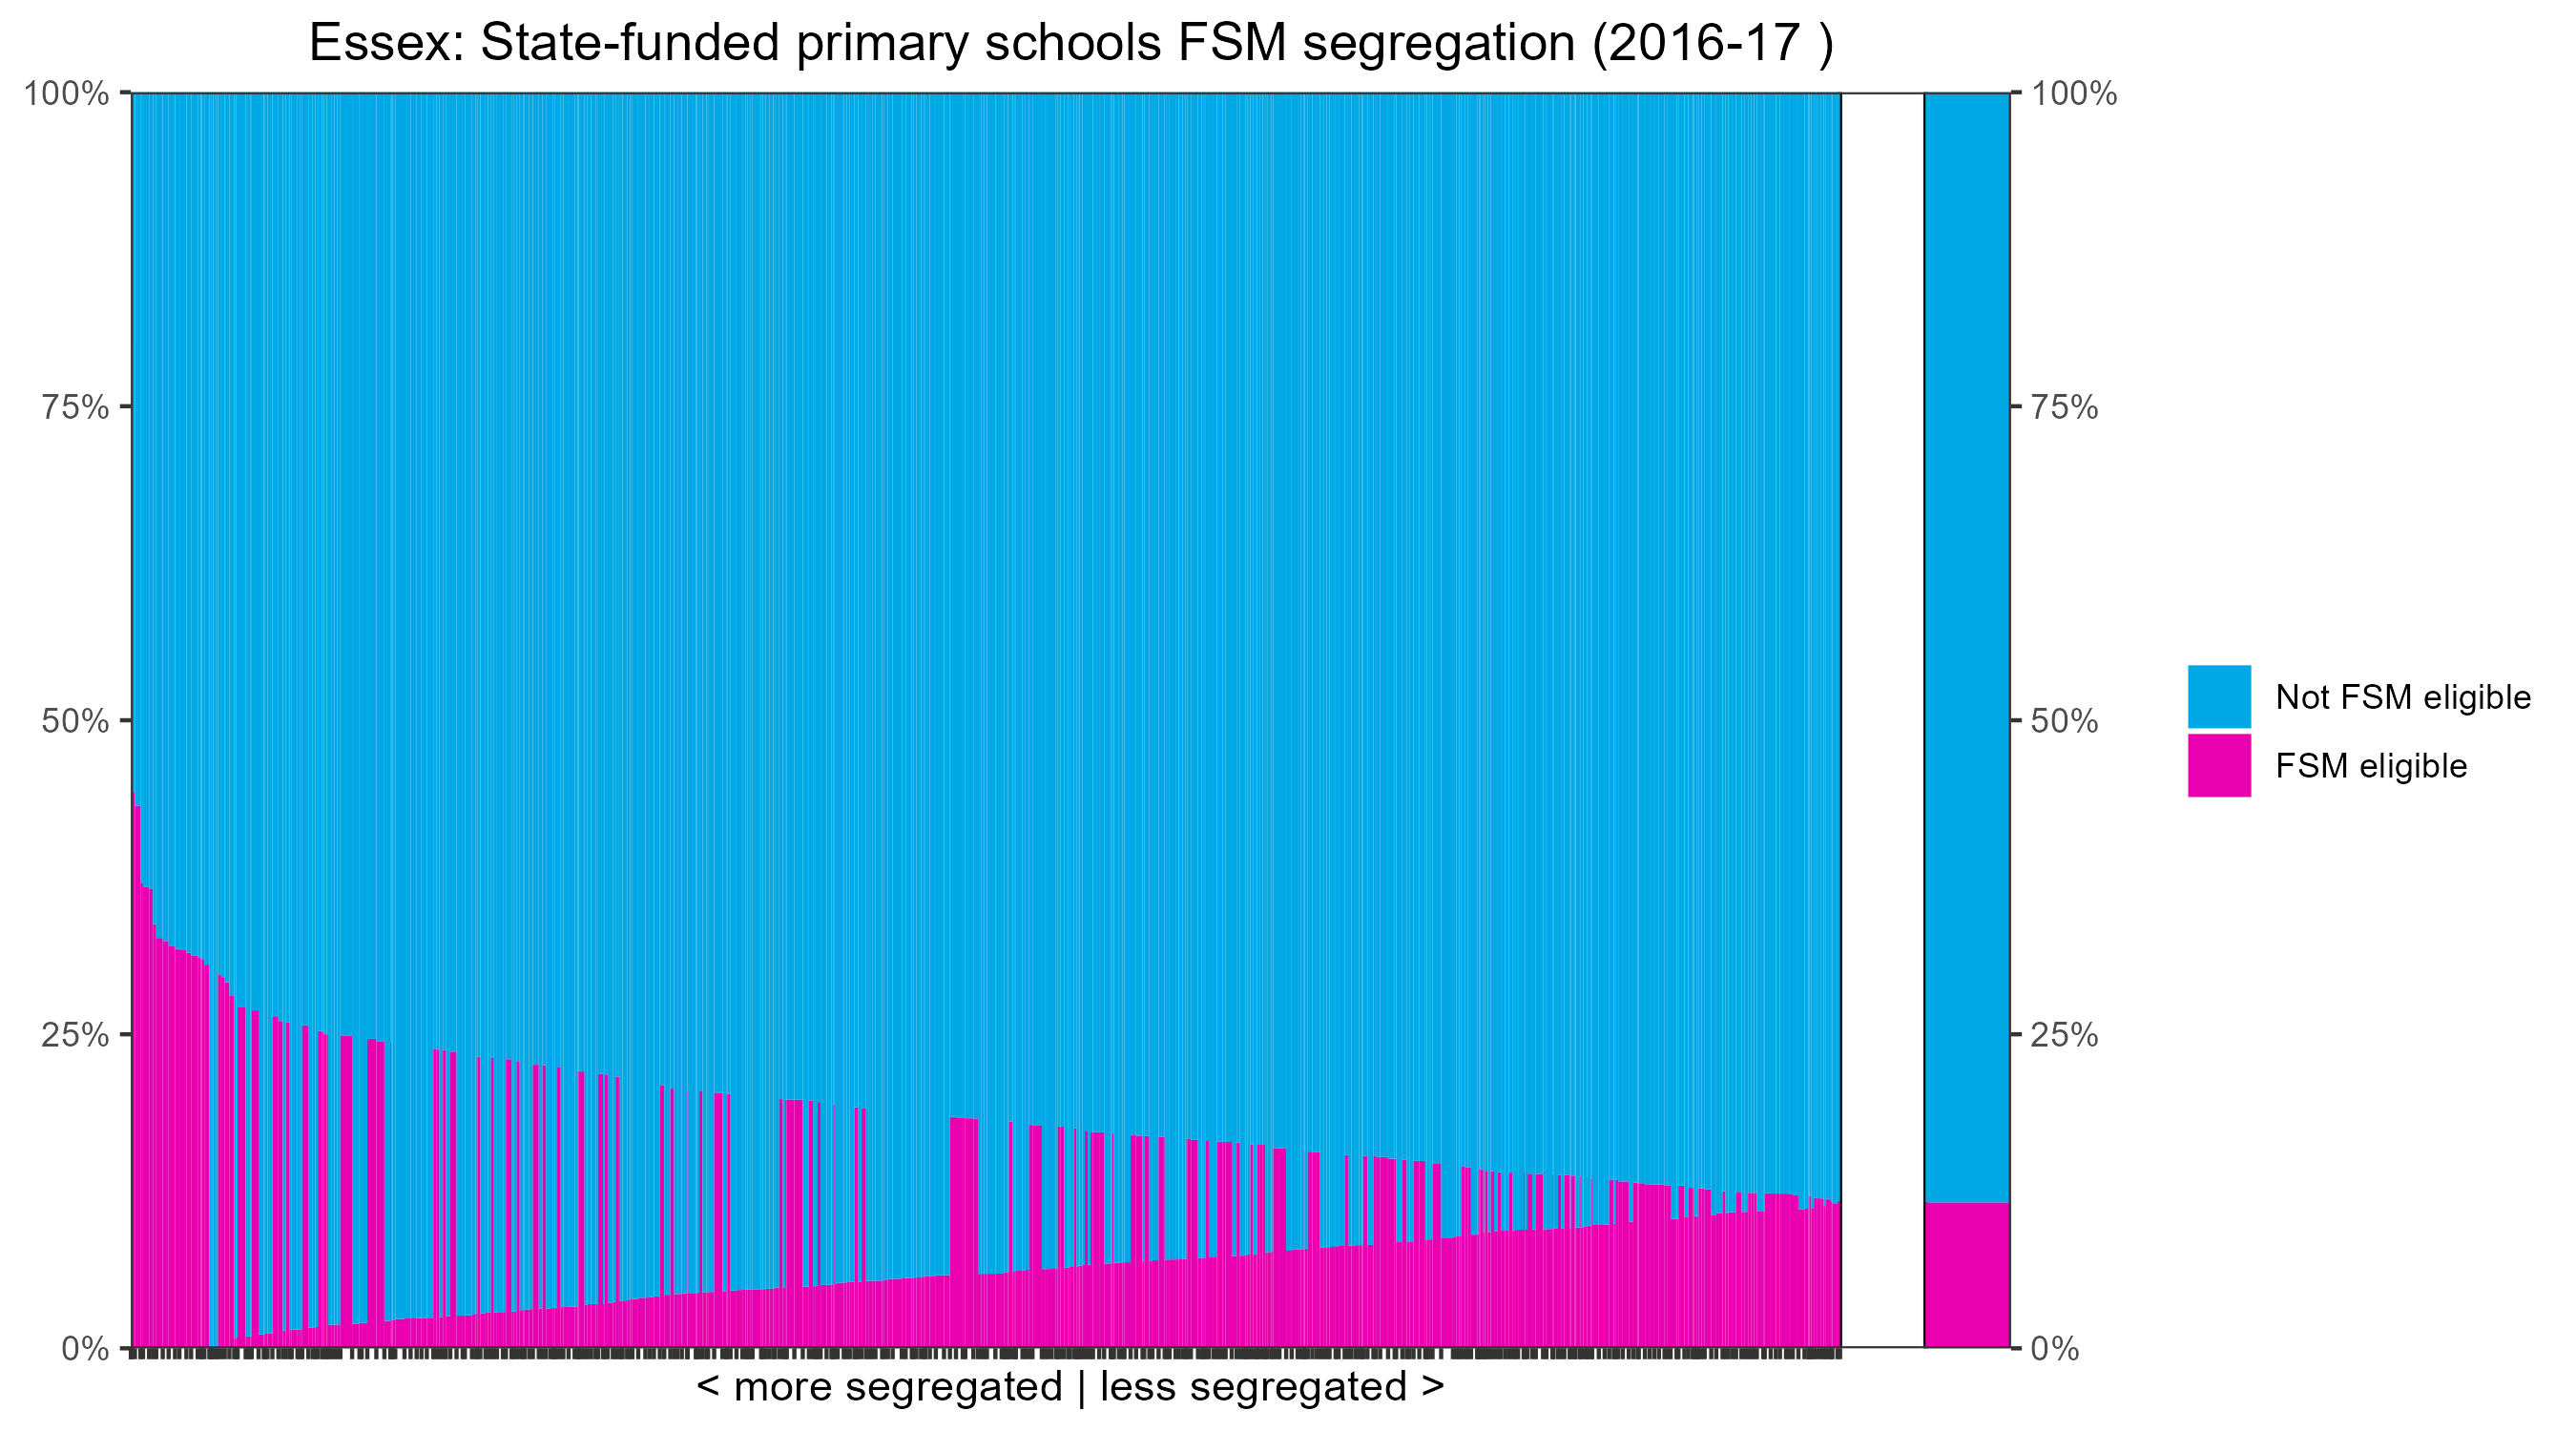 Essex: State-funded primary schools FSM segregation (2016-17 )
100%
75%
50%
25%
0%
100%
75%
50%
25%
0%
Not FSM eligible
FSM eligible
< more segregated | less segregated >